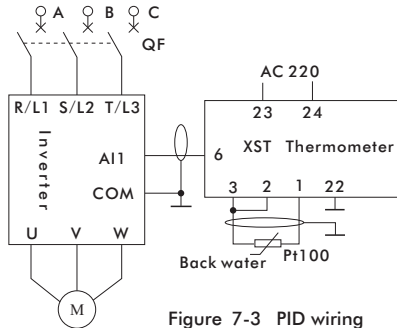 A B C
QF
R/L1 S/L2 T/L3
AC 220
23 24
Inverter
AI1
6
XST Thermometer
COM
3 2 1 22
U V W
Back water
Pt100
M
Figure 7-3 PID wiring